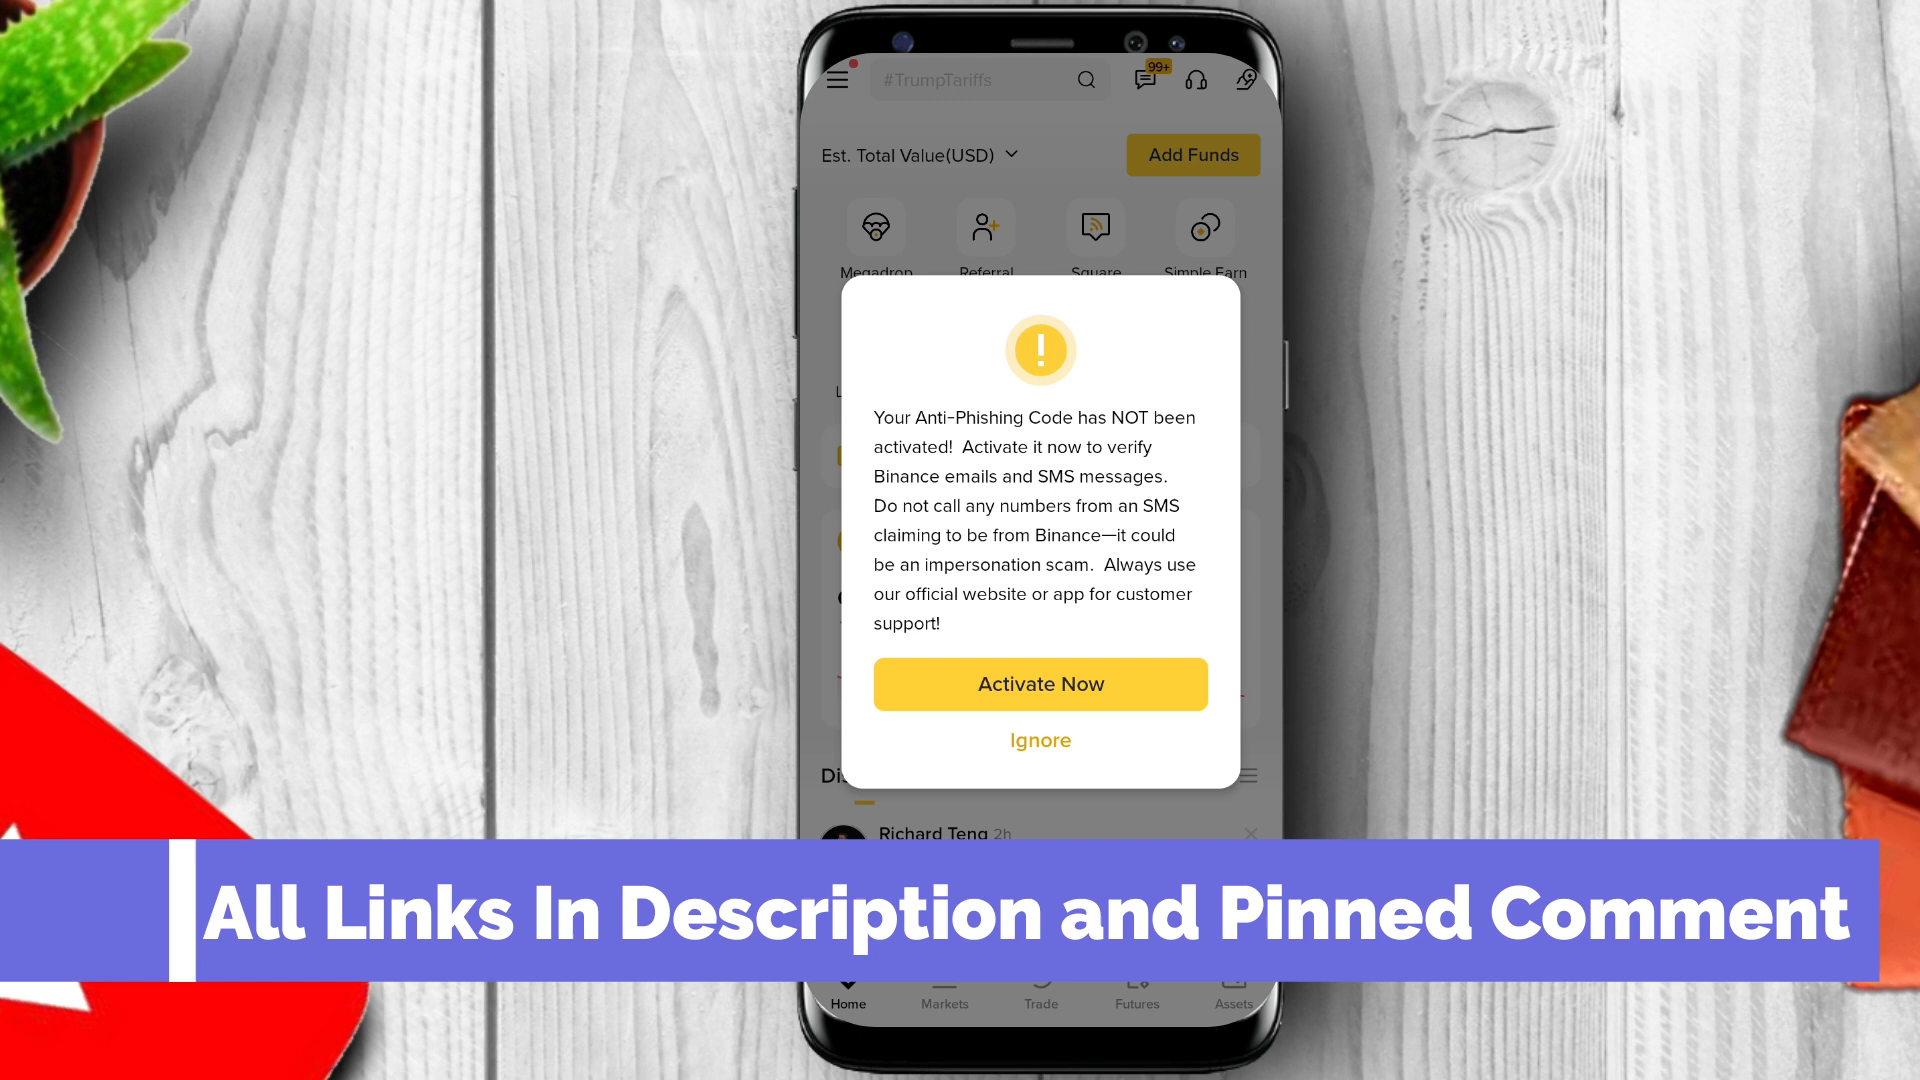 #TrumpTariffs
99+
Est. Total Value(USD)
Add Funds
Megadrop Referral Square Simple Earn
Your Anti-Phishing Code has NOT been
activated! Activate it now to verify
Binance emails and SMS messages.
Do not call any numbers from an SMS
claiming to be from Binance—it could
be an impersonation scam. Always use
our official website or app for customer
support!
Activate Now
Ignore
Richard Teng 2h
All Links In Description and Pinned Comment
Home Markets Trade Futures Assets